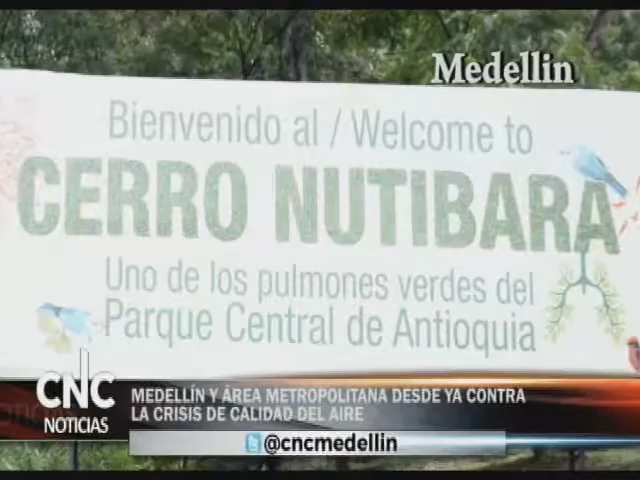 Medellin
Bienvenido al / Welcome to
CERRO NUTIBARA
Uno de los pulmones verdes del
Parque Central de Antioquia
CNC
NOTICIAS
MEDELLÍN Y ÁREA METROPOLITANA DESDE YA CONTRA
LA CRISIS DE CALIDAD DEL AIRE
@cncmedellin